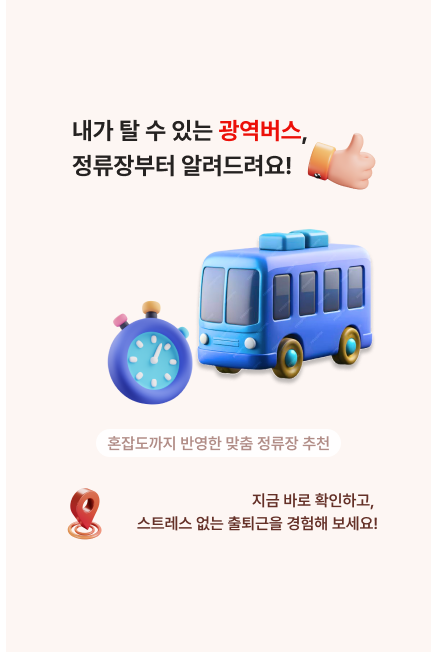 내가 탈 수 있는 광역버스,
정류장부터 알려드려요!
혼잡도까지 반영한 맞춤 정류장 추천
지금 바로 확인하고,
스트레스 없는 출퇴근을 경험해 보세요!